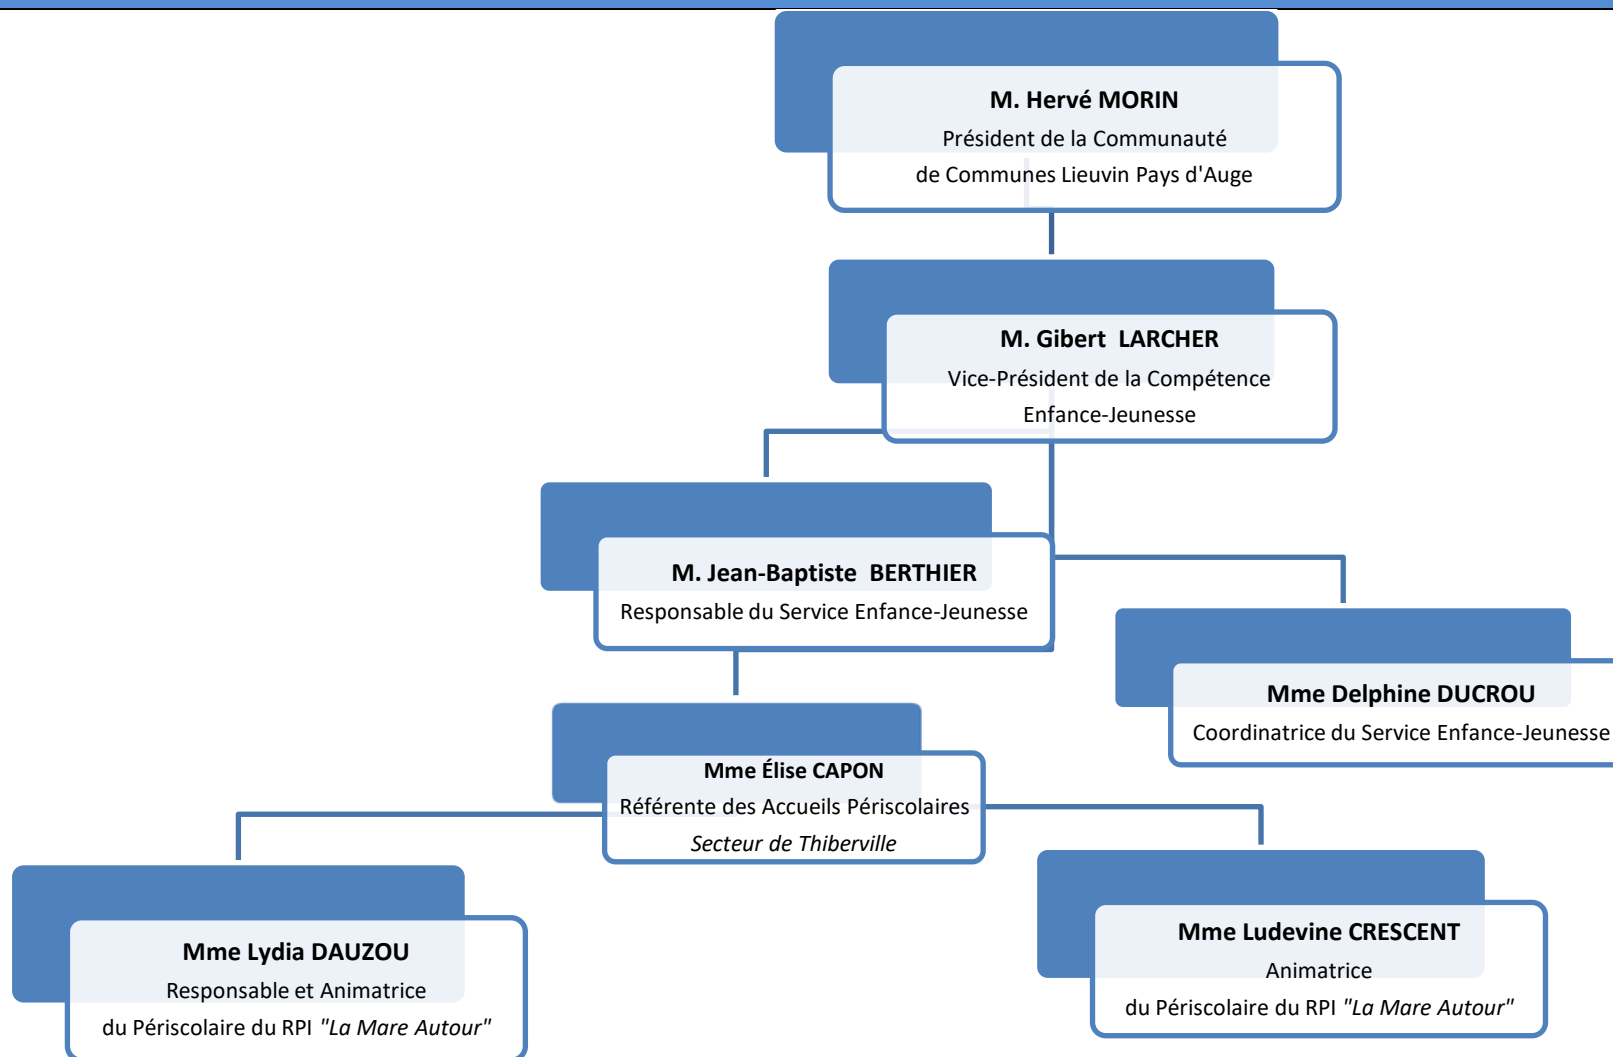 M. Hervé MORIN
Président de la Communauté
de Communes Lieuvin Pays d'Auge
M. Gibert LARCHER
Vice-Président de la Compétence
Enfance-Jeunesse
M. Jean-Baptiste BERTHIER
Responsable du Service Enfance-Jeunesse
Mme Delphine DUCROU
Coordinatrice du Service Enfance-Jeunesse
Mme Élise CAPON
Référente des Accueils Périscolaires
Secteur de Thiberville
Mme Lydia DAUZOU
Responsable et Animatrice
du Périscolaire du RPI "La Mare Autour"
Mme Ludevine CRESCENT
Animatrice
du Périscolaire du RPI "La Mare Autour"